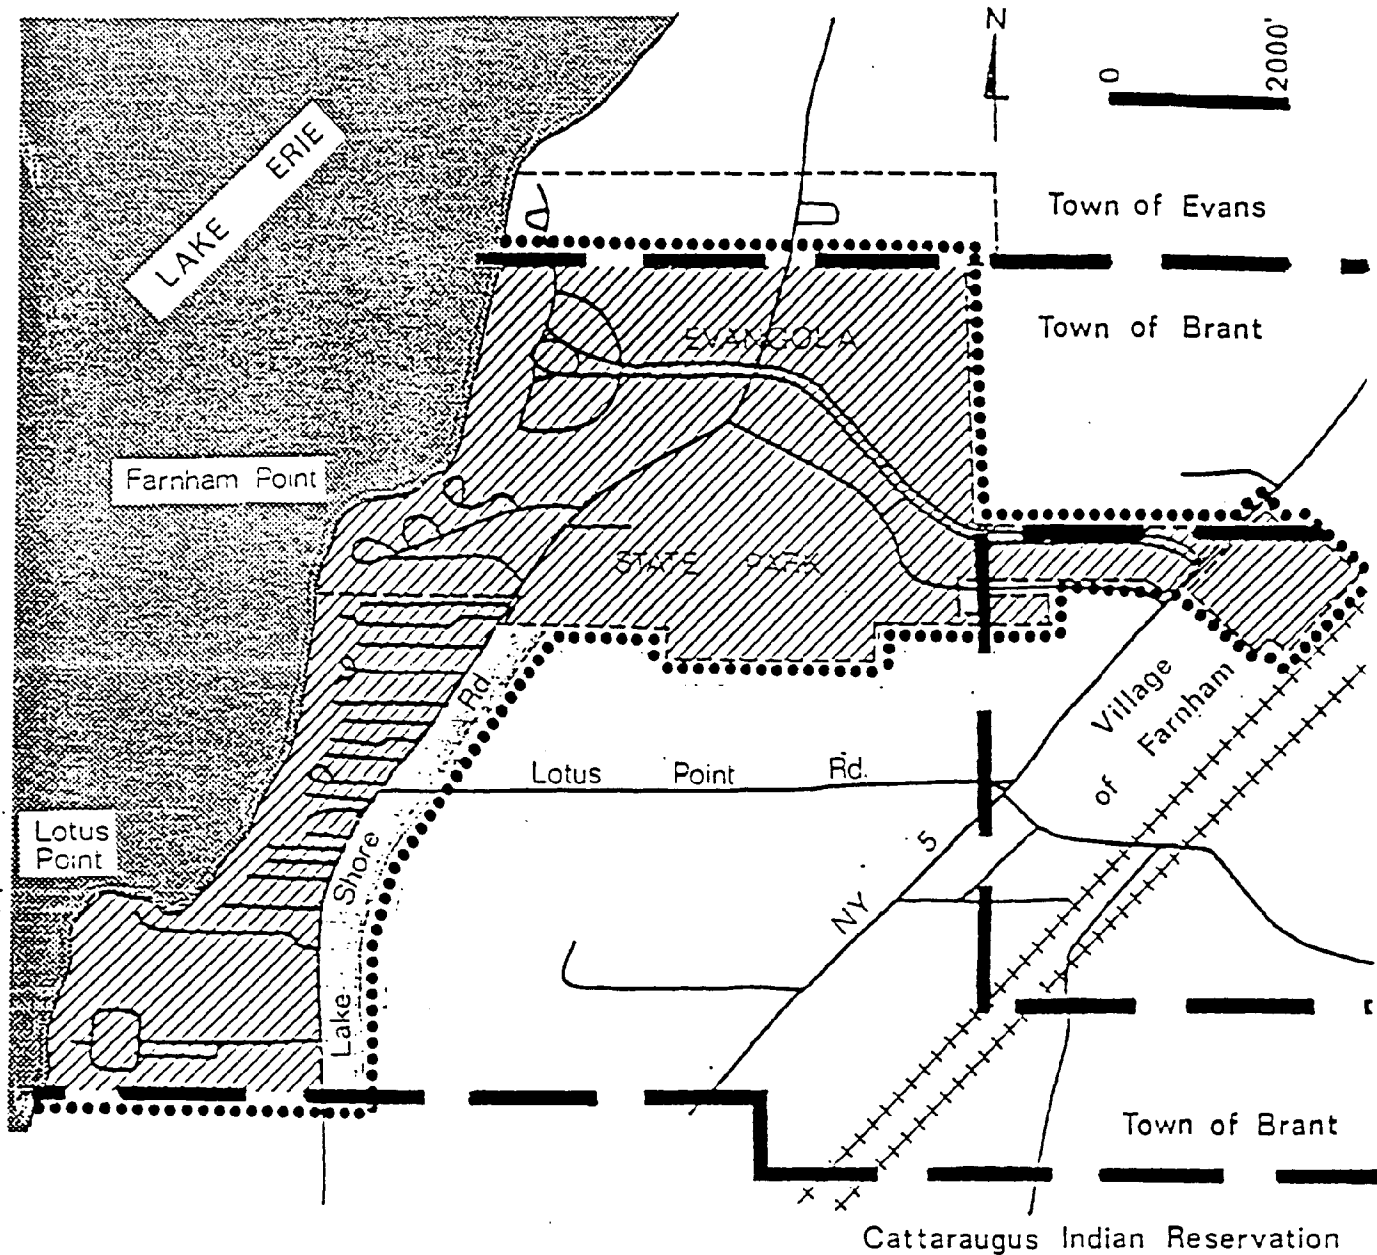 N
0
2000'
LAKE ERIE
Town of Evans
Town of Brant
EVANGOLA
Farnham Point
STATE PARK
Village
of Farnham
Lake Shore Rd.
Lotus Point Rd.
Lotus
Point
NY 5
Town of Brant
Cattaraugus Indian Reservation